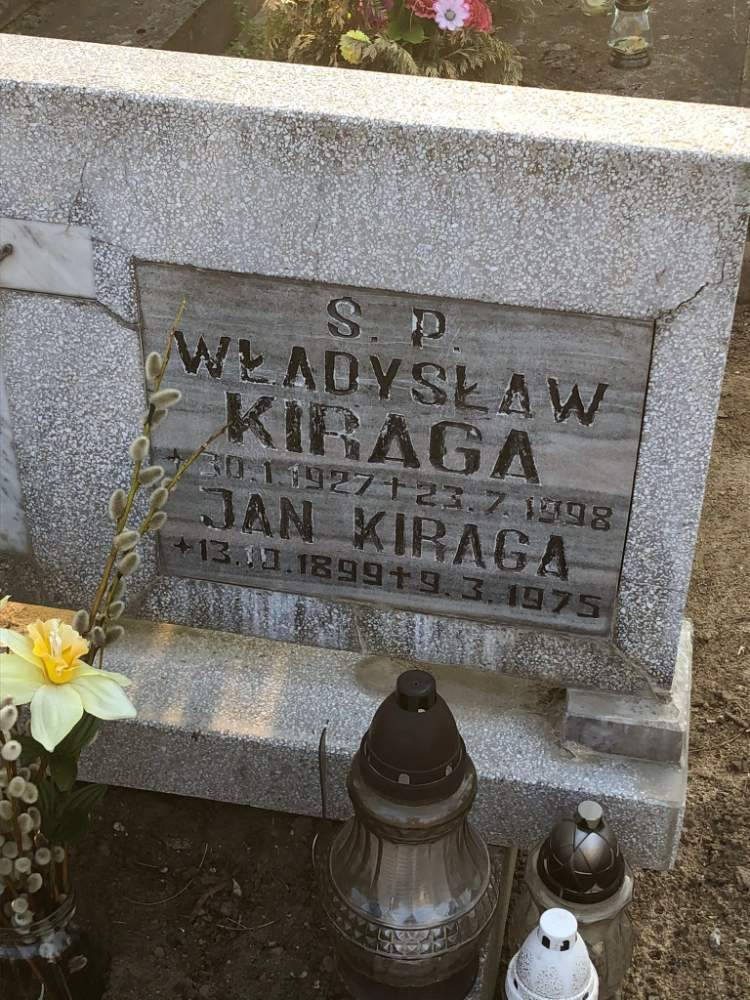 S. P.
WŁADYSŁAW
KIRAGA
+30.1.1927+23.7.1998
JAN KIRAGA
+13.10.1899+9.3.1975